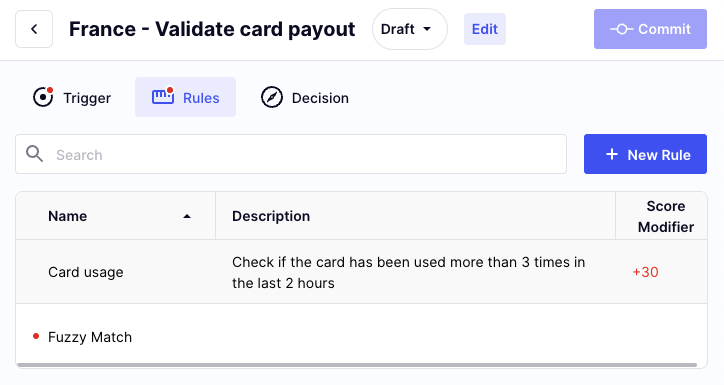 France - Validate card payout
Draft
Edit
Commit
Trigger
Rules
Decision
Search
+ New Rule
Name
Description
Score
Modifier
Card usage
Check if the card has been used more than 3 times in
the last 2 hours
+30
Fuzzy Match